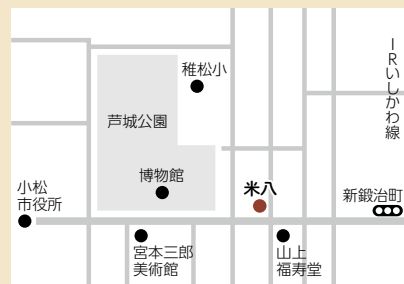 稚松小
IRいしかわ線
芦城公園
博物館
米八
小松
市役所
新鍛治町
宮本三郎
美術館
山上
福寿堂